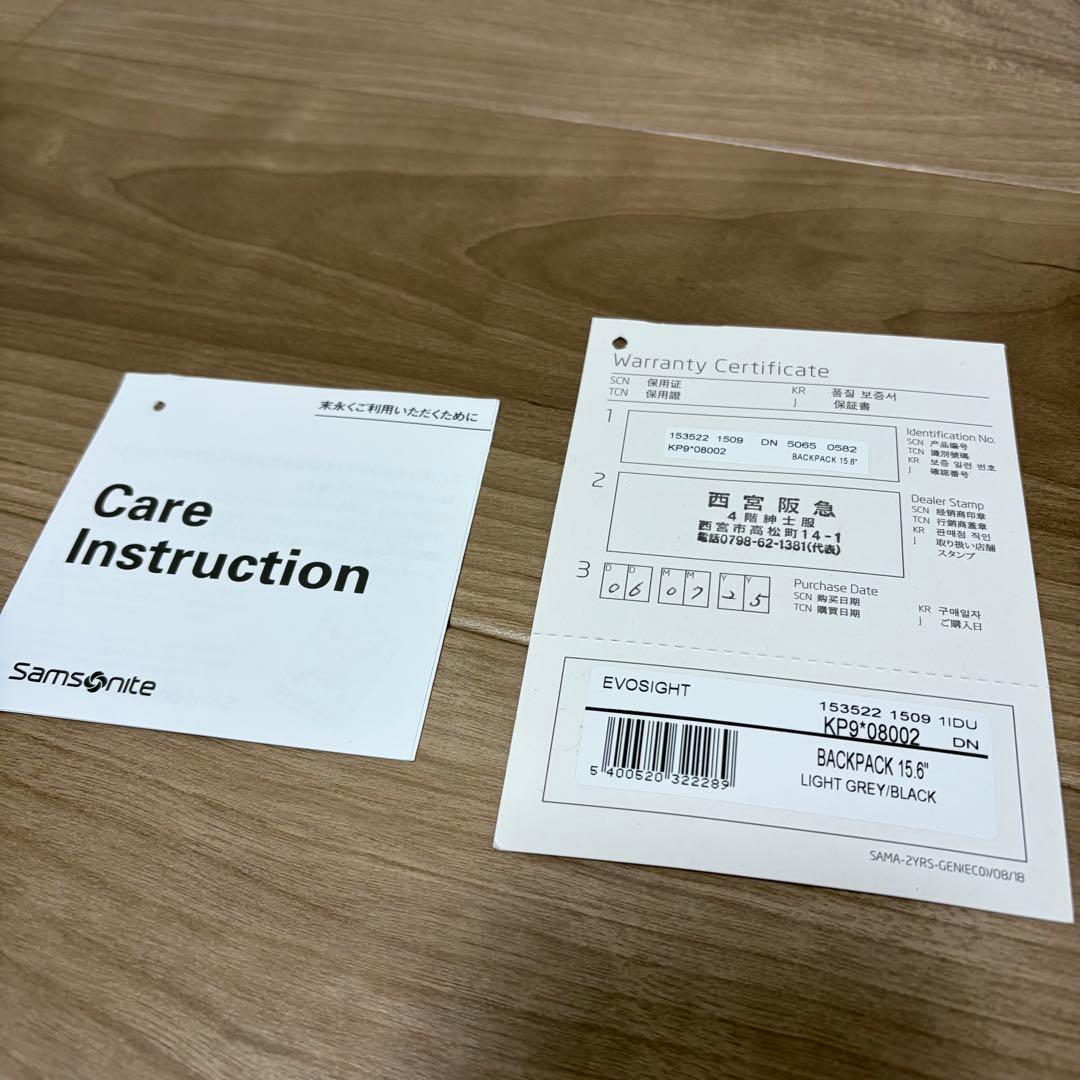 末永くご利用いただくために
Care
Instruction
Samsonite
Warranty Certificate
SCN 保用证
TCN 保用證
KR 품질 보증서
J 保証書
1
153522 1509 DN 5065 0582
KP9*08002 BACKPACK 15.6"
Identification No.
SCN 产品编号
TCN 識別號碼
KR 보증 일련 번호
J 確認番号
2
西宮阪急
4階紳士服
西宮市高松町14-1
電話0798-62-1381(代表)
Dealer Stamp
SCN 经销商印章
TCN 行銷商蓋章
KR 판매점 직인
J 取り扱い店舗
スタンプ
3
D D M M Y Y
06 07 25
Purchase Date
SCN 购买日期
TCN 購買日期
KR 구매일자
J ご購入日
EVOSIGHT
153522 1509 1IDU
KP9*08002 DN
BACKPACK 15.6"
LIGHT GREY/BLACK
5 400520 322289
SAMA-2YRS-GEN(ECO)/08/18